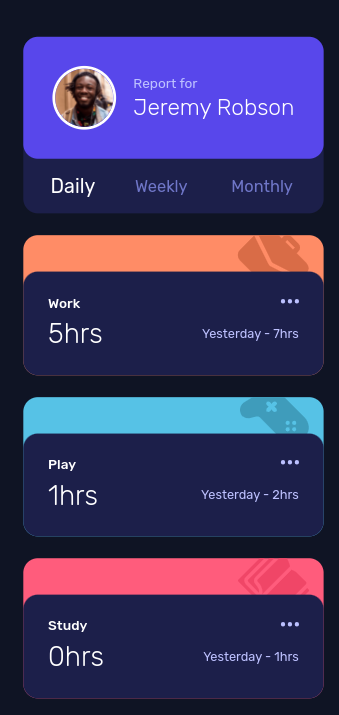 Report for
Jeremy Robson
Daily Weekly Monthly
Work
5hrs
Yesterday - 7hrs
Play
1hrs
Yesterday - 2hrs
Study
0hrs
Yesterday - 1hrs